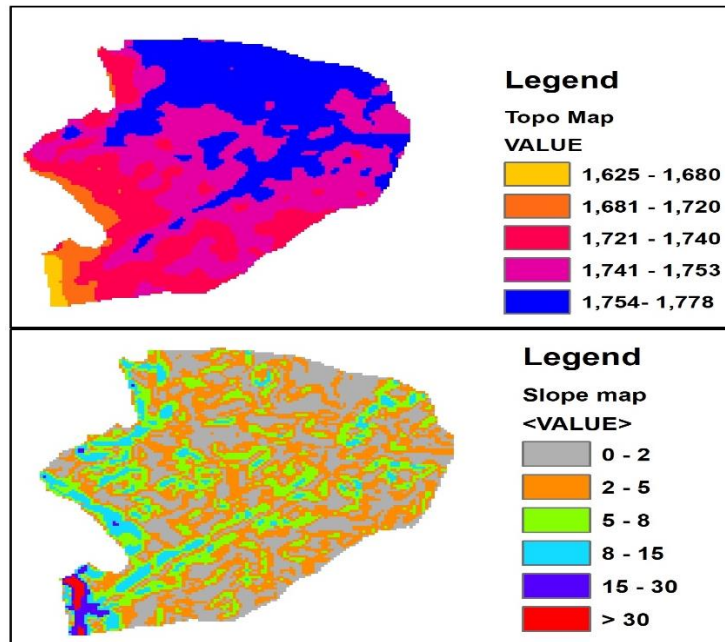 Legend
Topo Map
VALUE
1,625 - 1,680
1,681 - 1,720
1,721 - 1,740
1,741 - 1,753
1,754- 1,778
Legend
Slope map
<VALUE>
0 - 2
2 - 5
5 - 8
8 - 15
15 - 30
> 30